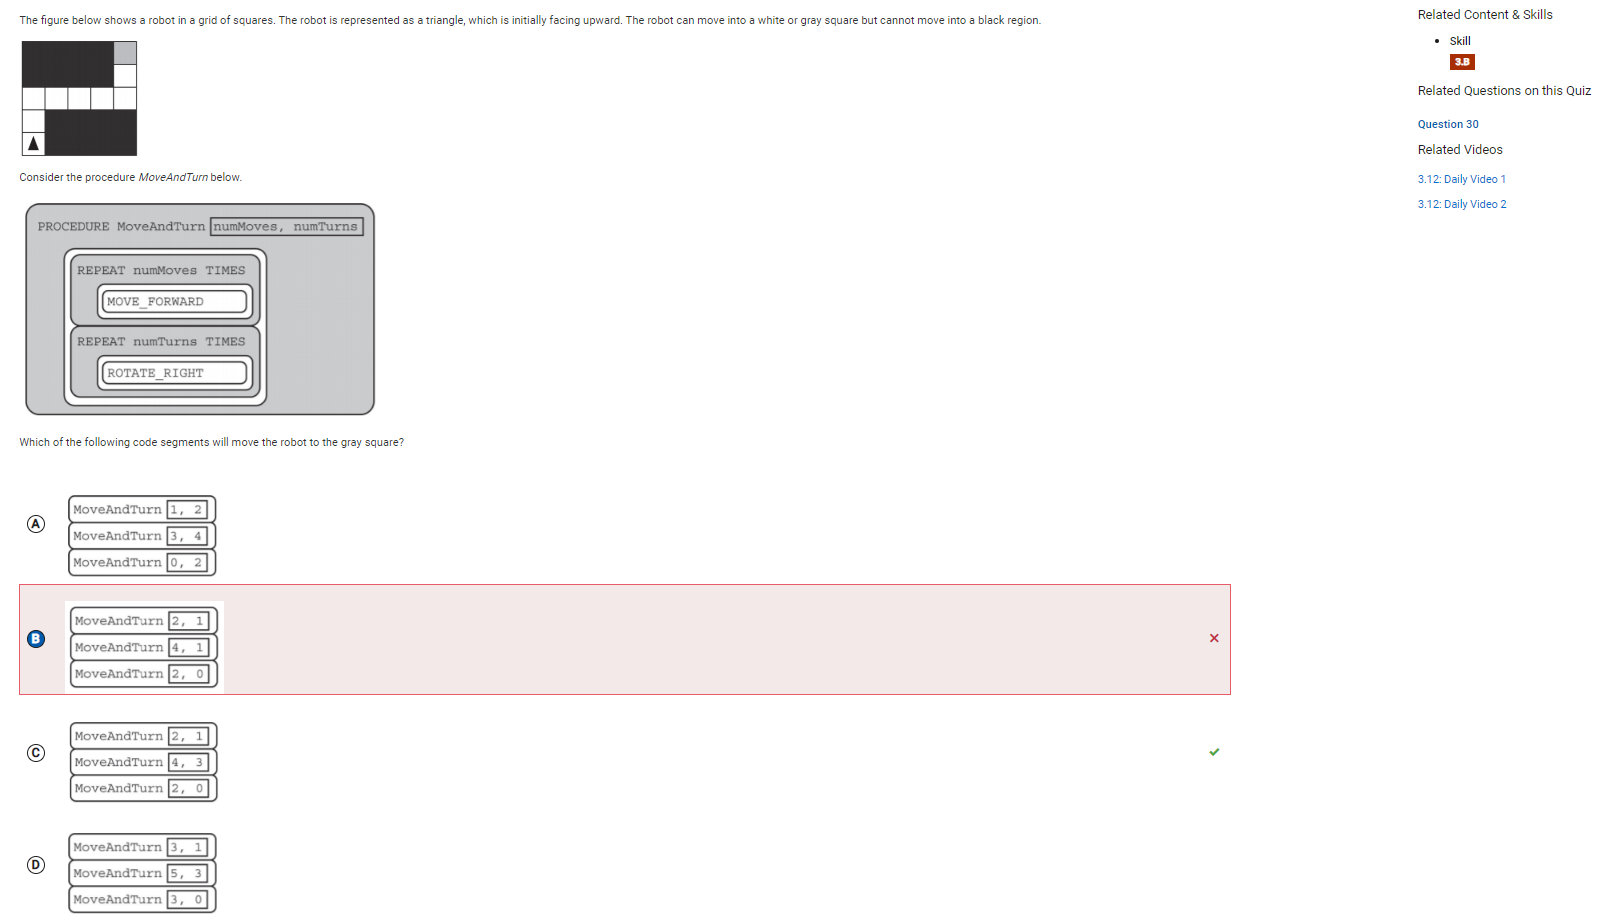 The figure below shows a robot in a grid of squares. The robot is represented as a triangle, which is initially facing upward. The robot can move into a white or gray square but cannot move into a black region.
Consider the procedure MoveAndTurn below.
PROCEDURE MoveAndTurn numMoves, numTurns
REPEAT numMoves TIMES
MOVE_FORWARD
REPEAT numTurns TIMES
ROTATE_RIGHT
Which of the following code segments will move the robot to the gray square?
A
MoveAndTurn 1, 2
MoveAndTurn 3, 4
MoveAndTurn 0, 2
B
MoveAndTurn 2, 1
MoveAndTurn 4, 1
MoveAndTurn 2, 0
C
MoveAndTurn 2, 1
MoveAndTurn 4, 3
MoveAndTurn 2, 0
D
MoveAndTurn 3, 1
MoveAndTurn 5, 3
MoveAndTurn 3, 0
Related Content & Skills
• Skill
3.B
Related Questions on this Quiz
Question 30
Related Videos
3.12: Daily Video 1
3.12: Daily Video 2